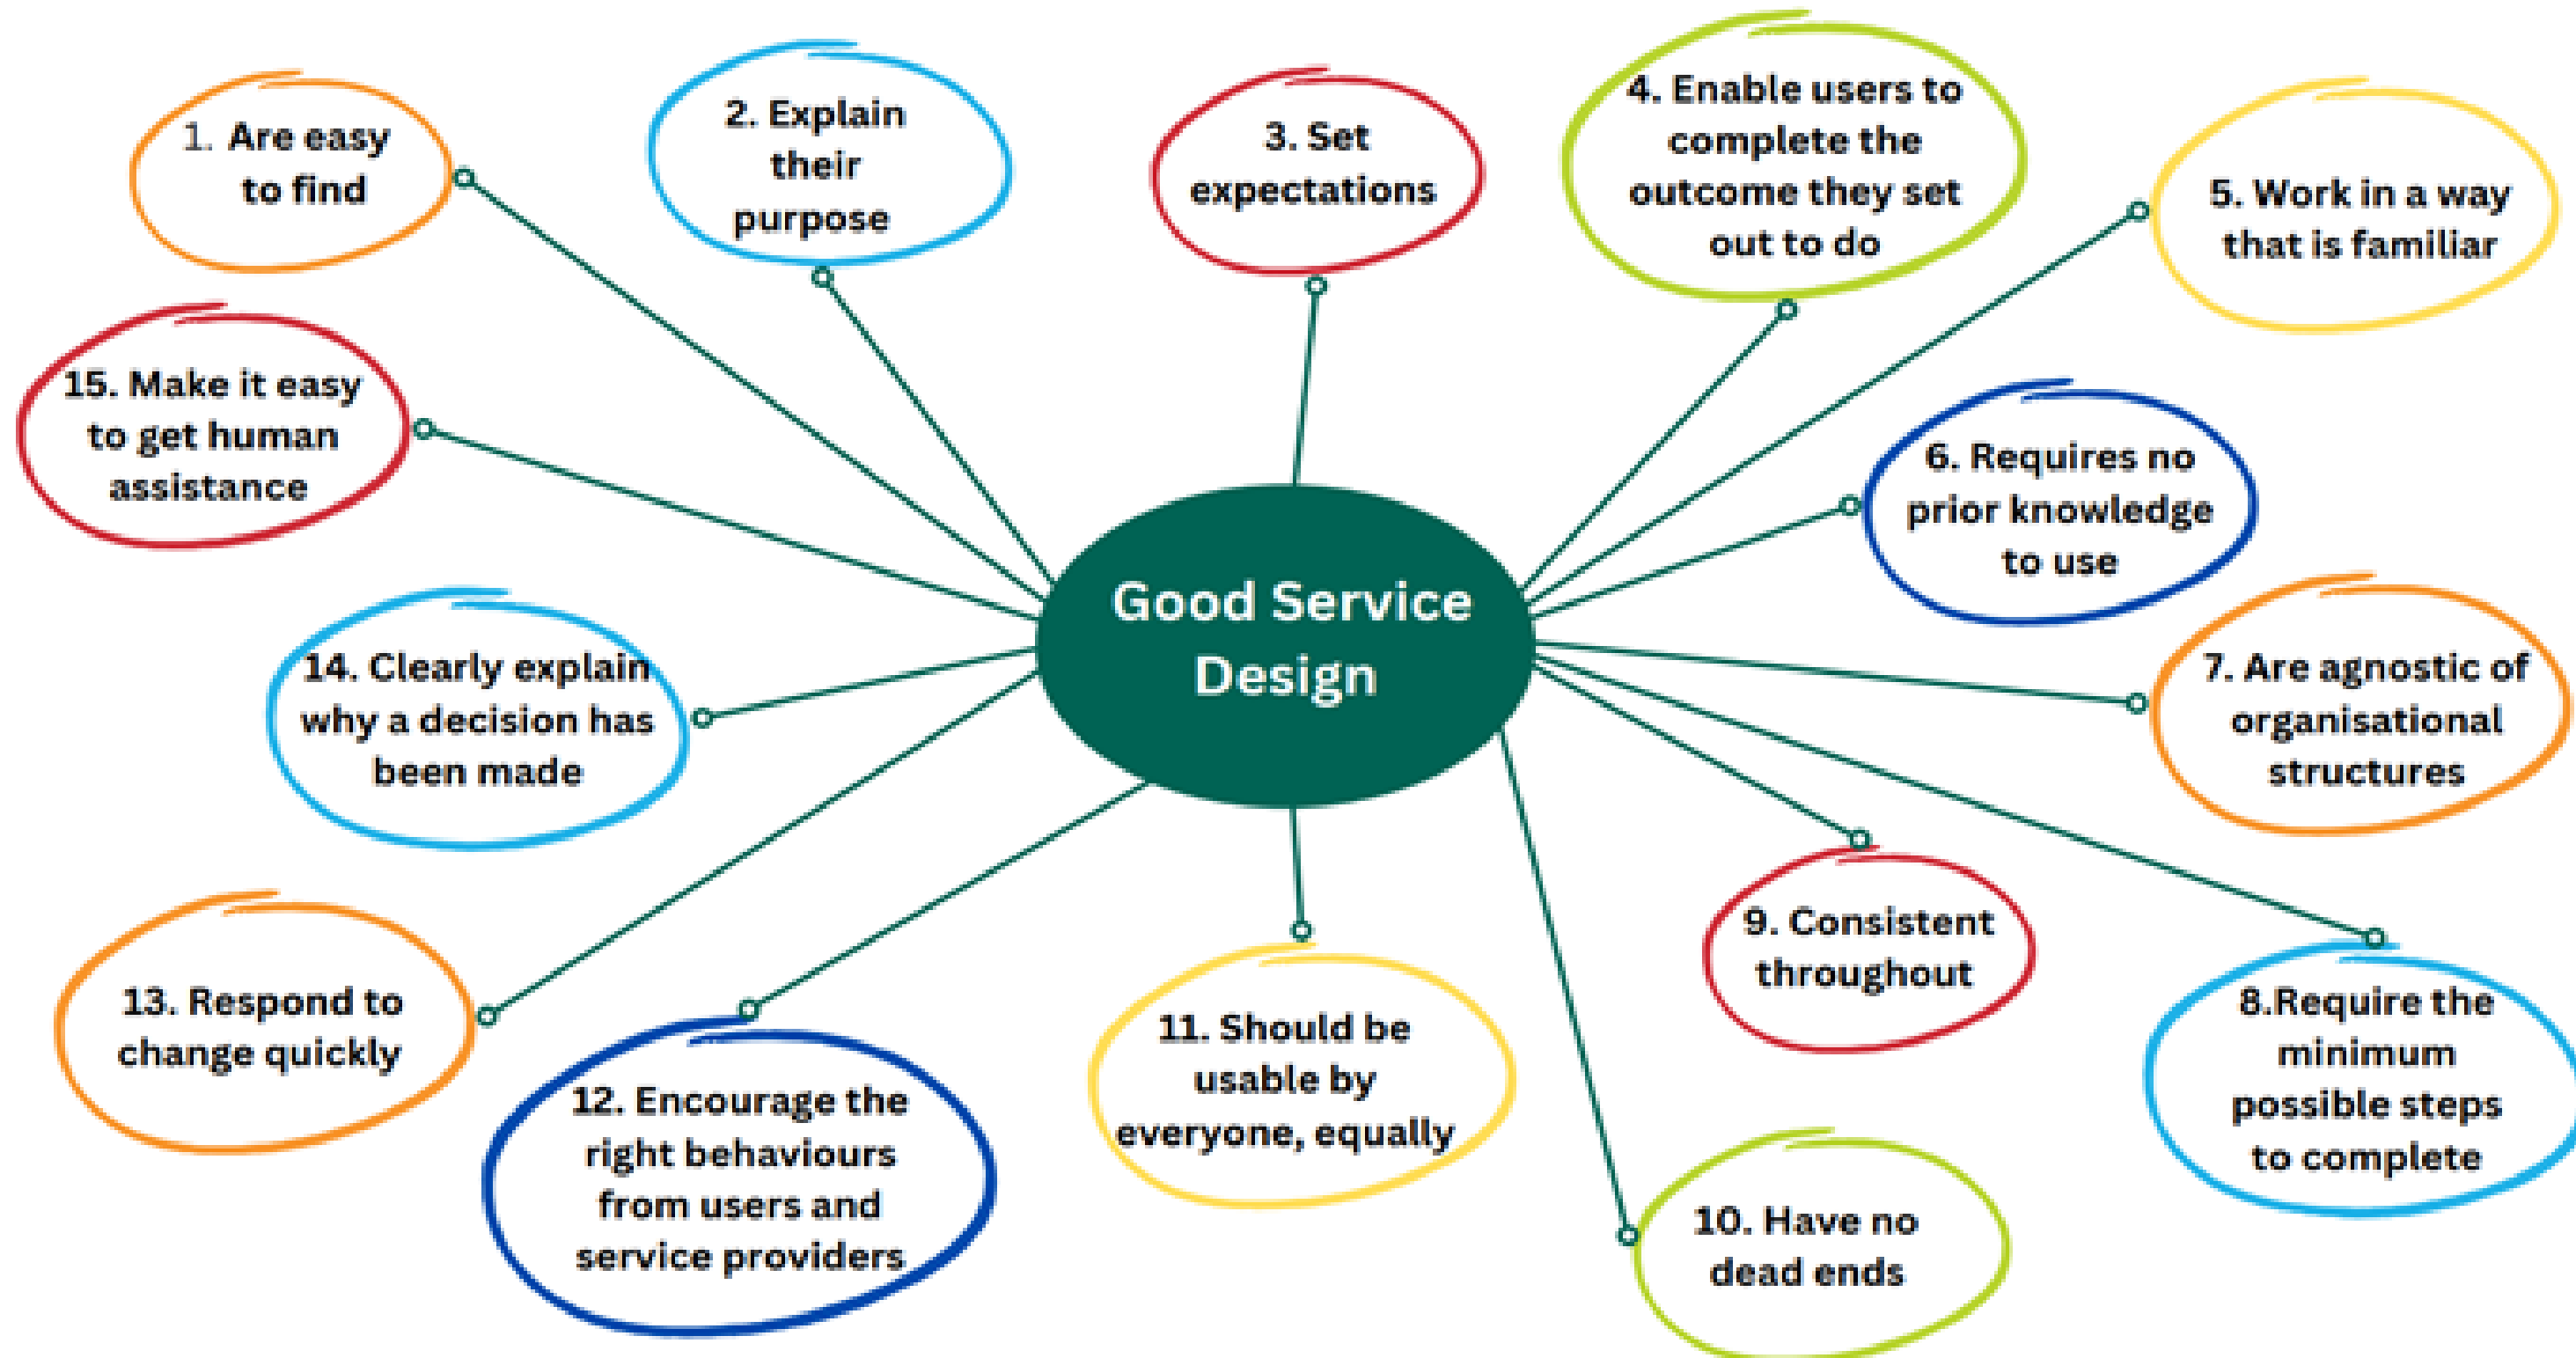 1. Are easy
to find
2. Explain
their
purpose
3. Set
expectations
4. Enable users to
complete the
outcome they set
out to do
5. Work in a way
that is familiar
6. Requires no
prior knowledge
to use
7. Are agnostic of
organisational
structures
8.Require the
minimum
possible steps
to complete
9. Consistent
throughout
10. Have no
dead ends
11. Should be
usable by
everyone, equally
12. Encourage the
right behaviours
from users and
service providers
13. Respond to
change quickly
14. Clearly explain
why a decision has
been made
15. Make it easy
to get human
assistance
Good Service
Design